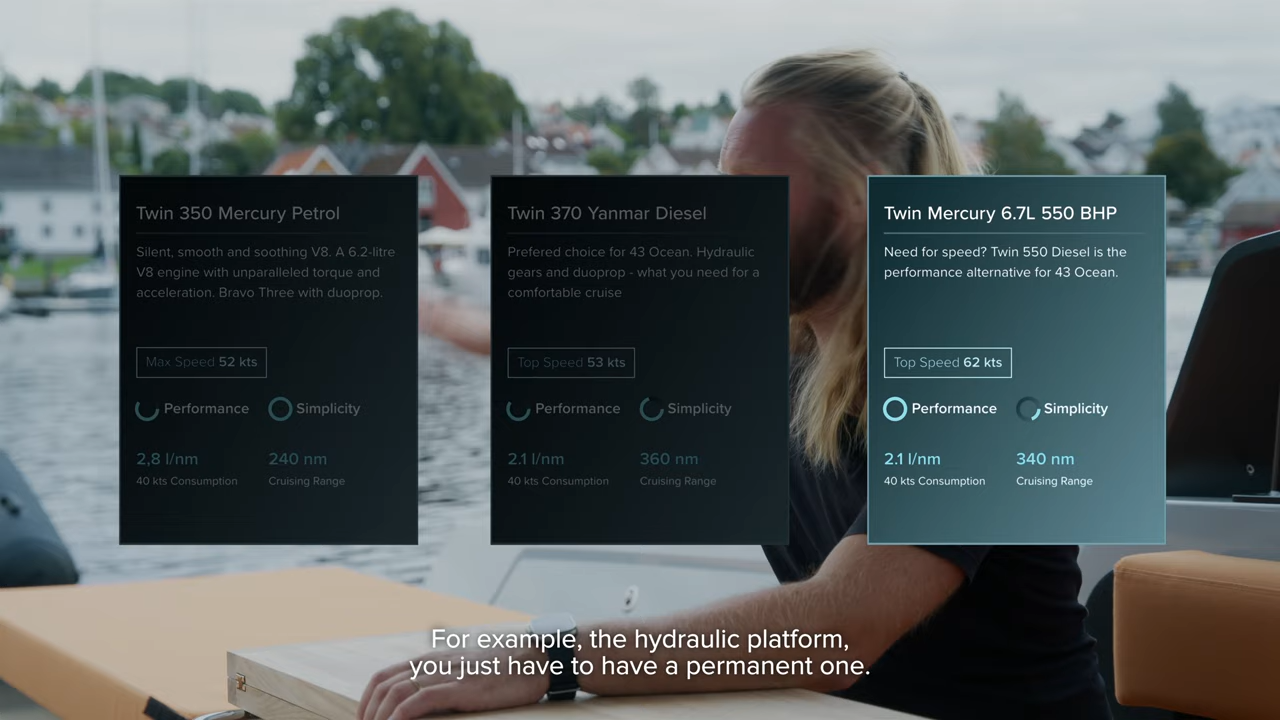 Twin 350 Mercury Petrol
Silent, smooth and soothing V8. A 6.2-litre
V8 engine with unparalleled torque and
acceleration. Bravo Three with duoprop.
Max Speed 52 kts
Performance
Simplicity
2,8 l/nm
240 nm
40 kts Consumption
Cruising Range
Twin 370 Yanmar Diesel
Prefered choice for 43 Ocean. Hydraulic
gears and duoprop - what you need for a
comfortable cruise
Top Speed 53 kts
Performance
Simplicity
2.1 l/nm
360 nm
40 kts Consumption
Cruising Range
Twin Mercury 6.7L 550 BHP
Need for speed? Twin 550 Diesel is the
performance alternative for 43 Ocean.
Top Speed 62 kts
Performance
Simplicity
2.1 l/nm
340 nm
40 kts Consumption
Cruising Range
For example, the hydraulic platform,
you just have to have a permanent one.